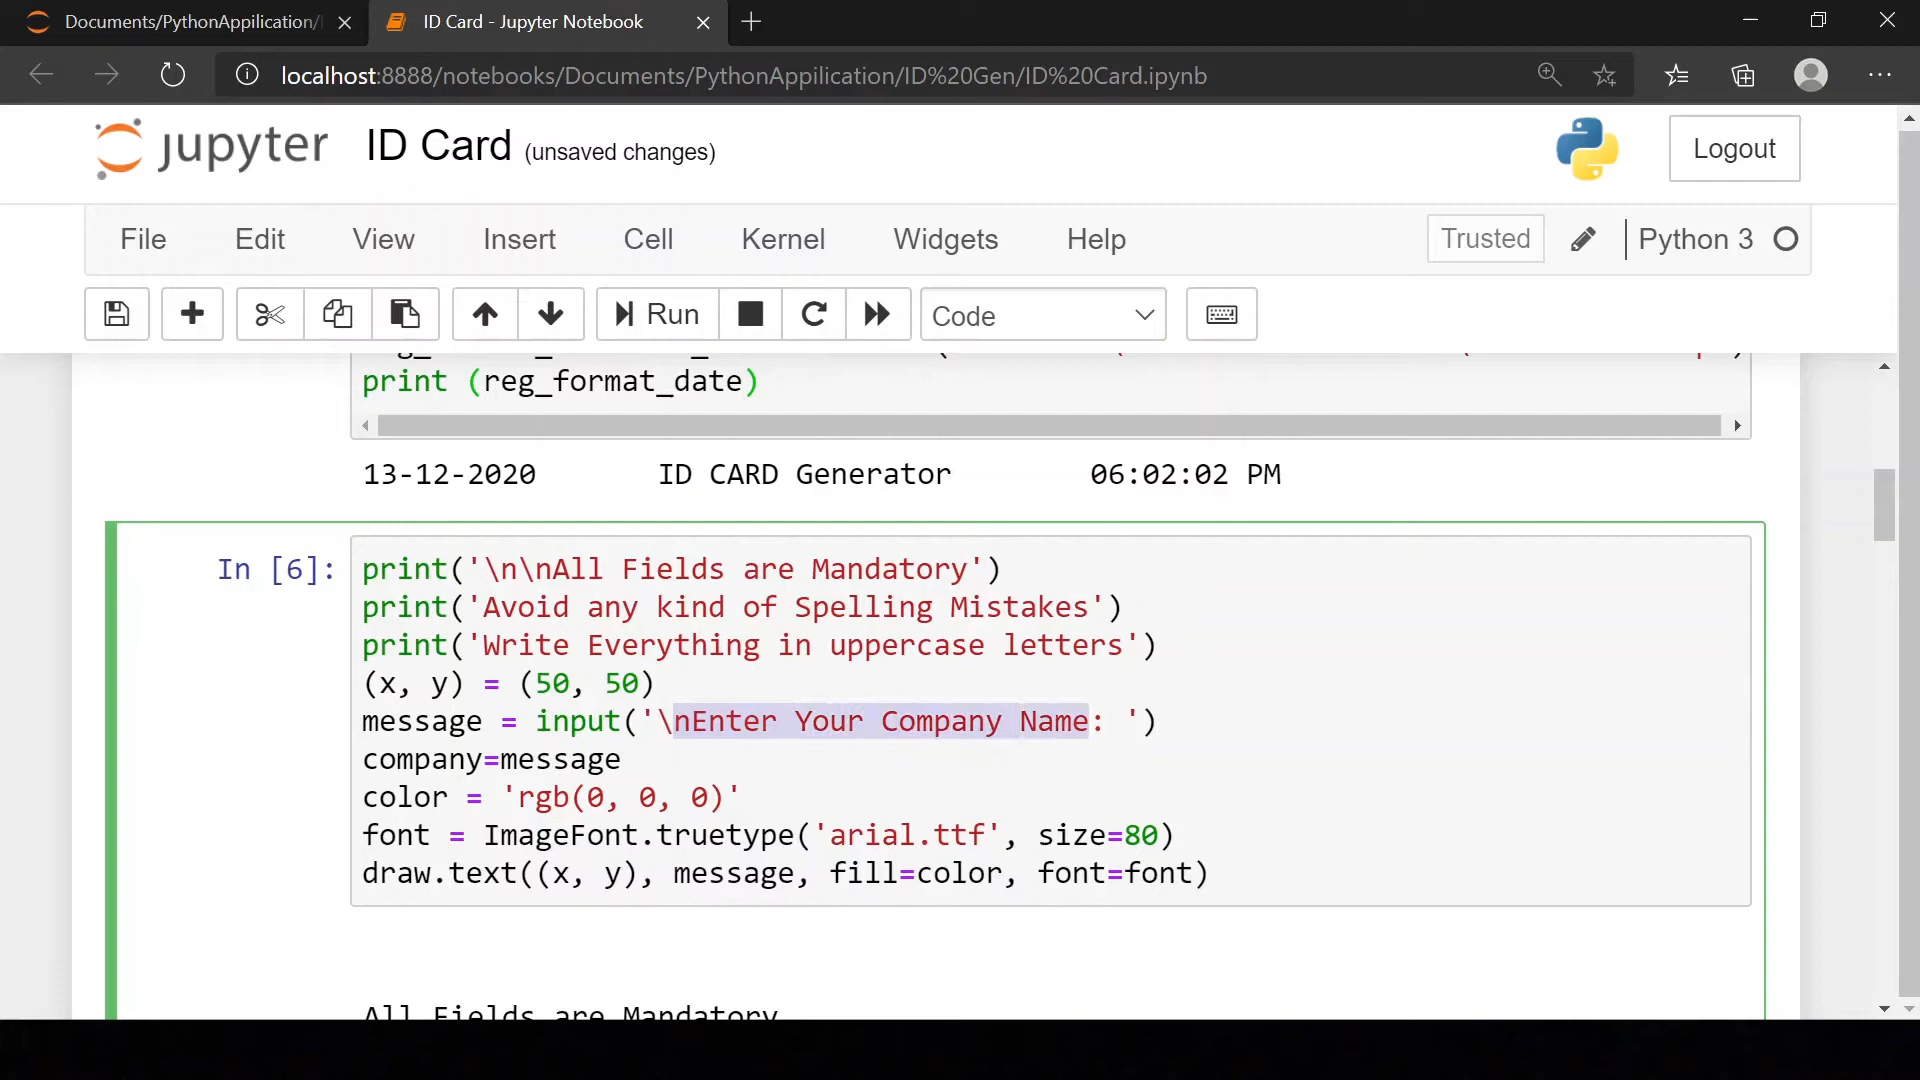 Documents/PythonAppilication/
ID Card - Jupyter Notebook
localhost:8888/notebooks/Documents/PythonAppilication/ID%20Gen/ID%20Card.ipynb
jupyter ID Card (unsaved changes)
Logout
File Edit View Insert Cell Kernel Widgets Help Trusted Python 3
Run Code
print (reg_format_date)
13-12-2020 ID CARD Generator 06:02:02 PM
In [6]: print('\n\nAll Fields are Mandatory')
print('Avoid any kind of Spelling Mistakes')
print('Write Everything in uppercase letters')
(x, y) = (50, 50)
message = input('\nEnter Your Company Name: ')
company=message
color = 'rgb(0, 0, 0)'
font = ImageFont.truetype('arial.ttf', size=80)
draw.text((x, y), message, fill=color, font=font)
All Fields are Mandatory